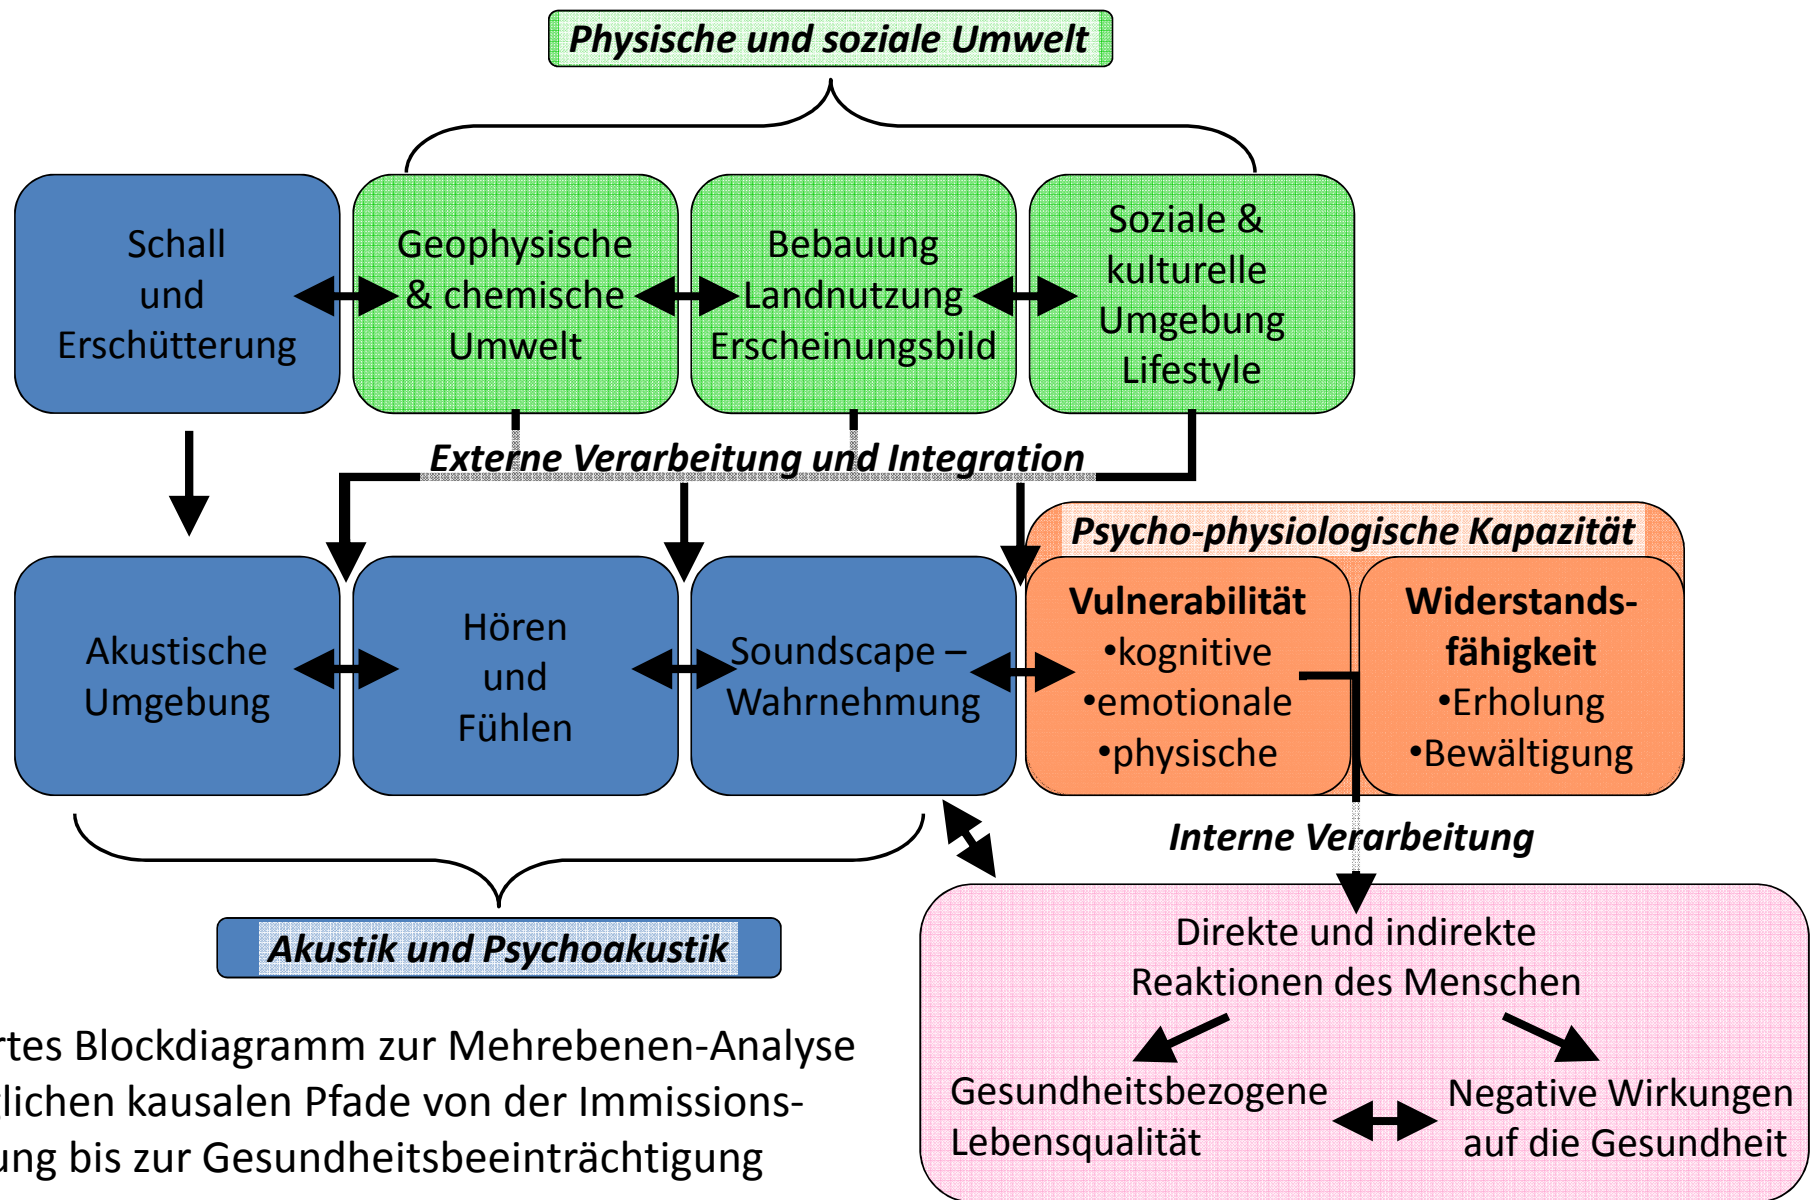 Physische und soziale Umwelt
Schall
und
Erschütterung
Geophysische
& chemische
Umwelt
Bebauung
Landnutzung
Erscheinungsbild
Soziale &
kulturelle
Umgebung
Lifestyle
Externe Verarbeitung und Integration
Akustische
Umgebung
Hören
und
Fühlen
Soundscape –
Wahrnehmung
Psycho-physiologische Kapazität
Vulnerabilität
•kognitive
•emotionale
•physische
Widerstands-
fähigkeit
•Erholung
•Bewältigung
Interne Verarbeitung
Akustik und Psychoakustik
Direkte und indirekte
Reaktionen des Menschen
Gesundheitsbezogene
Lebensqualität
Negative Wirkungen
auf die Gesundheit
rtes Blockdiagramm zur Mehrebenen-Analyse
glichen kausalen Pfade von der Immissions-
ung bis zur Gesundheitsbeeinträchtigung